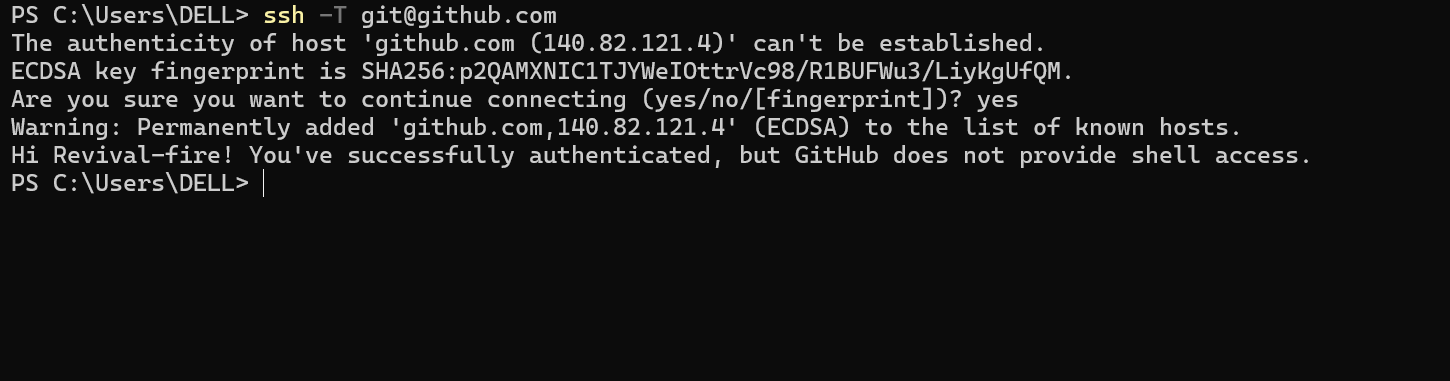 PS C:\Users\DELL> ssh -T git@github.com
The authenticity of host 'github.com (140.82.121.4)' can't be established.
ECDSA key fingerprint is SHA256:p2QAMXNIC1TJYWeIOttrVc98/R1BUFWu3/LiyKgUfQM.
Are you sure you want to continue connecting (yes/no/[fingerprint])? yes
Warning: Permanently added 'github.com,140.82.121.4' (ECDSA) to the list of known hosts.
Hi Revival-fire! You've successfully authenticated, but GitHub does not provide shell access.
PS C:\Users\DELL>